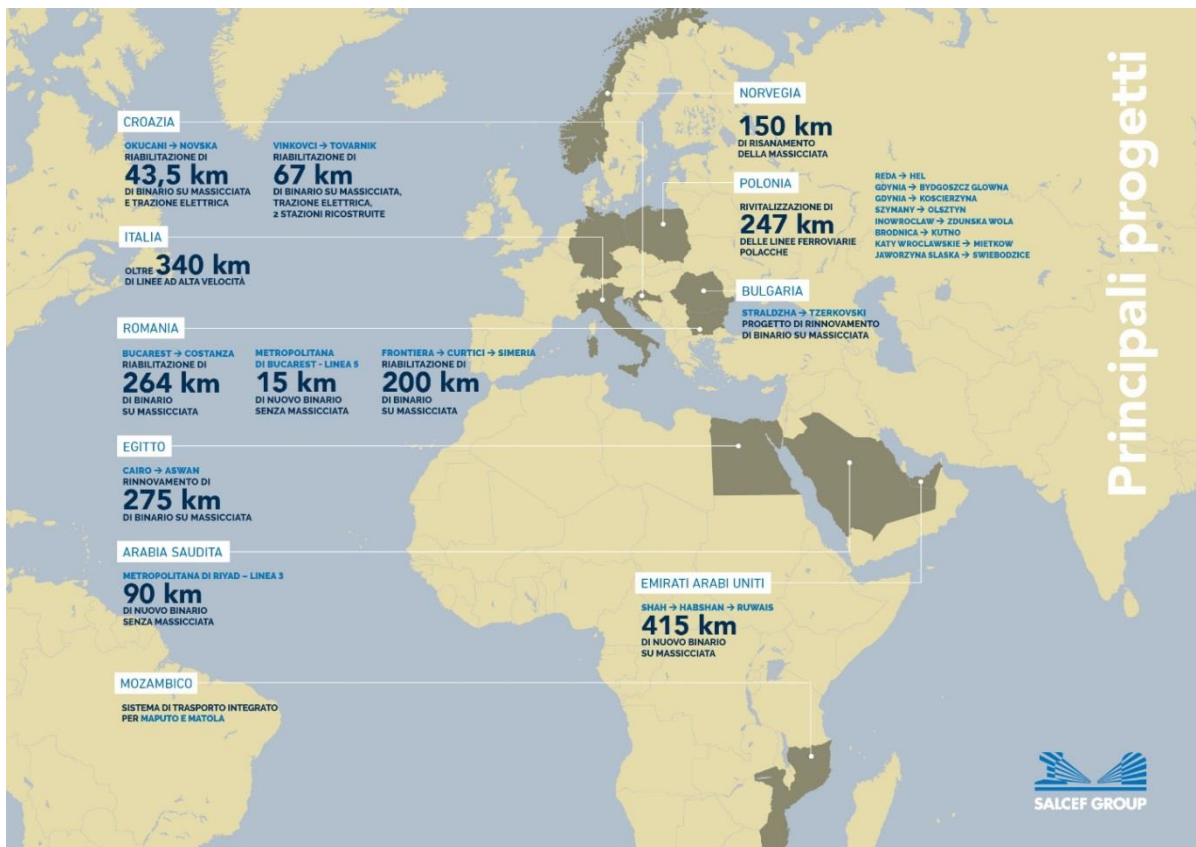 Principali progetti
CROAZIA
OKUCANI → NOVSKA
RIABILITAZIONE DI
43,5 km
DI BINARIO SU MASSICCIATA
E TRAZIONE ELETTRICA
VINKOVCI → TOVARNIK
RIABILITAZIONE DI
67 km
DI BINARIO SU MASSICCIATA,
TRAZIONE ELETTRICA,
2 STAZIONI RICOSTRUITE
ITALIA
OLTRE 340 km
DI LINEE AD ALTA VELOCITÀ
ROMANIA
BUCAREST → COSTANZA
RIABILITAZIONE DI
264 km
DI BINARIO
SU MASSICCIATA
METROPOLITANA
DI BUCAREST - LINEA 5
15 km
DI NUOVO BINARIO
SENZA MASSICCIATA
FRONTIERA → CURTICI → SIMERIA
RIABILITAZIONE DI
200 km
DI BINARIO
SU MASSICCIATA
EGITTO
CAIRO → ASWAN
RINNOVAMENTO DI
275 km
DI BINARIO SU MASSICCIATA
ARABIA SAUDITA
METROPOLITANA DI RIYAD – LINEA 3
90 km
DI NUOVO BINARIO
SENZA MASSICCIATA
MOZAMBICO
SISTEMA DI TRASPORTO INTEGRATO
PER MAPUTO E MATOLA
NORVEGIA
150 km
DI RISANAMENTO
DELLA MASSICCIATA
POLONIA
RIVITALIZZAZIONE DI
247 km
DELLE LINEE FERROVIARIE
POLACCHE
REDA → HEL
GDYNIA → BYDGOSZCZ GLOWNA
GDYNIA → KOSCIERZYNA
SZYMANY → OLSZTYN
INOWROCLAW → ZDUNSKA WOLA
BRODNICA → KUTNO
KATY WROCLAWSKIE → MIETKOW
JAWORZYNA SLASKA → SWIEBODZICE
BULGARIA
STRALDZHA → TZERKOVSKI
PROGETTO DI RINNOVAMENTO
DI BINARIO SU MASSICCIATA
EMIRATI ARABI UNITI
SHAH → HABSHAN → RUWAIS
415 km
DI NUOVO BINARIO
SU MASSICCIATA
SALCEF GROUP